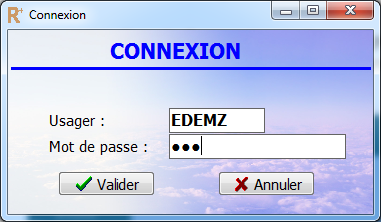 R+ Connexion
CONNEXION
Usager : EDEMZ
Mot de passe : ●●●
Valider Annuler